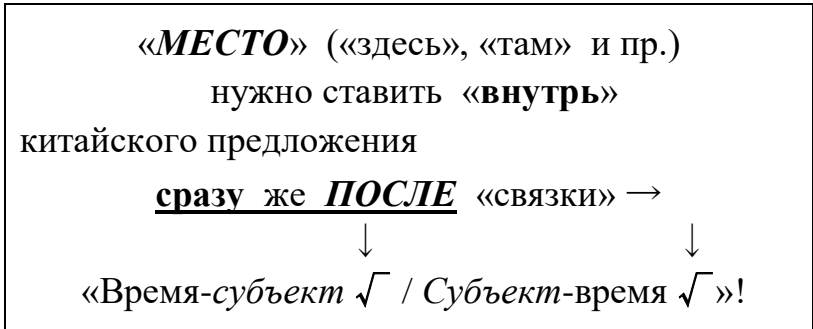 «МЕСТО» («здесь», «там» и пр.)
нужно ставить «внутрь»
китайского предложения
сразу же ПОСЛЕ «связки» →
↓ ↓
«Время-субъект √ / Субъект-время √ »!